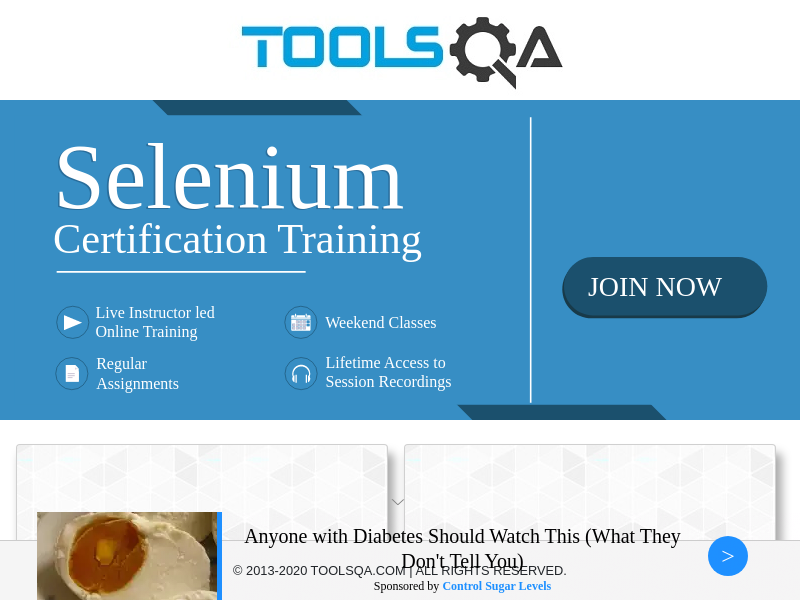 TOOLSQA
Selenium
Certification Training
Live Instructor led
Online Training
Weekend Classes
Regular
Assignments
Lifetime Access to
Session Recordings
JOIN NOW
Anyone with Diabetes Should Watch This (What They
Don't Tell You)
>
© 2013-2020 TOOLSQA.COM | ALL RIGHTS RESERVED.
Sponsored by Control Sugar Levels